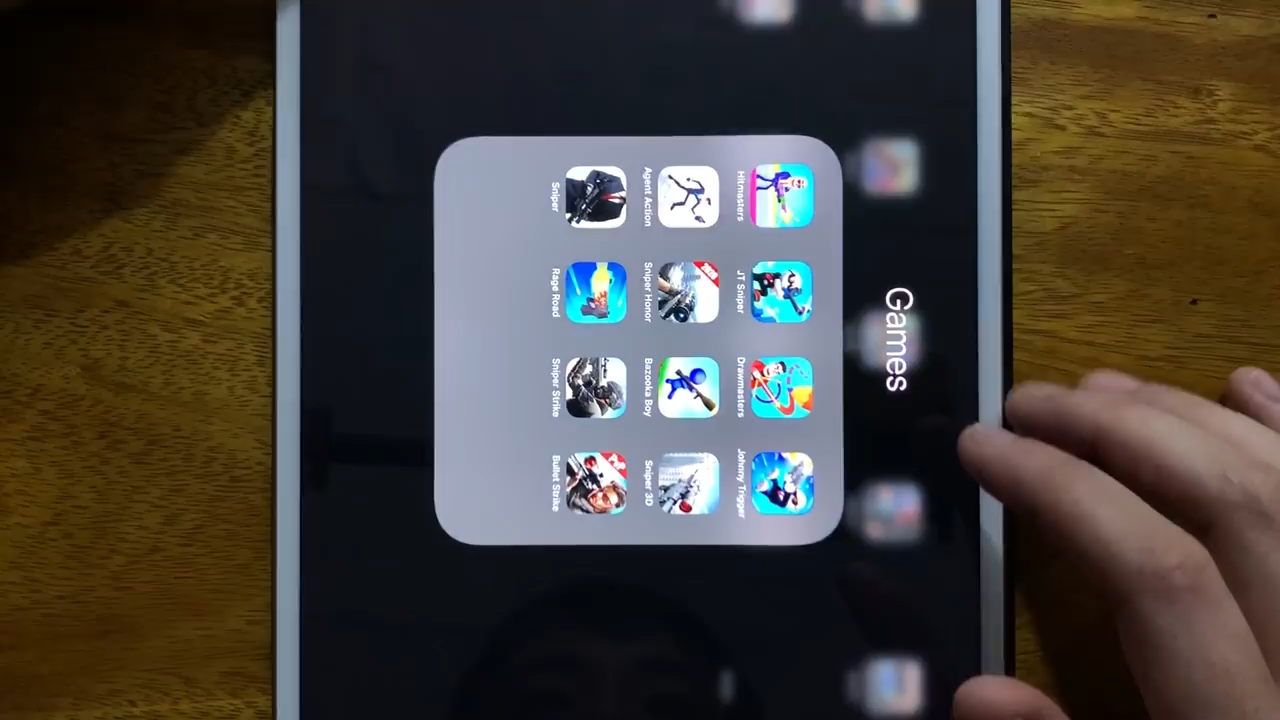 Games
Hitmasters
JT Sniper
Drawmasters
Johnny Trigger
Agent Action
Sniper Honor
Bazooka Boy
Sniper 3D
Sniper
Rage Road
Sniper Strike
Bullet Strike
2020